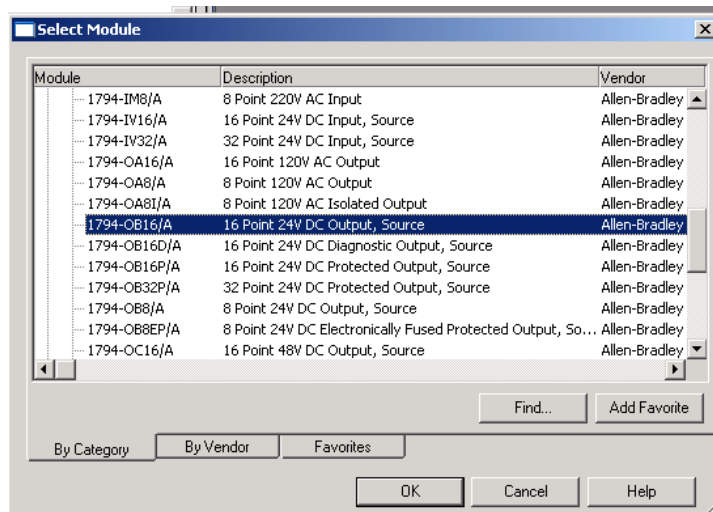 Select Module
Module Description Vendor
1794-IM8/A 8 Point 220V AC Input Allen-Bradley
1794-IV16/A 16 Point 24V DC Input, Source Allen-Bradley
1794-IV32/A 32 Point 24V DC Input, Source Allen-Bradley
1794-OA16/A 16 Point 120V AC Output Allen-Bradley
1794-OA8/A 8 Point 120V AC Output Allen-Bradley
1794-OA8I/A 8 Point 120V AC Isolated Output Allen-Bradley
1794-OB16/A 16 Point 24V DC Output, Source Allen-Bradley
1794-OB16D/A 16 Point 24V DC Diagnostic Output, Source Allen-Bradley
1794-OB16P/A 16 Point 24V DC Protected Output, Source Allen-Bradley
1794-OB32P/A 32 Point 24V DC Protected Output, Source Allen-Bradley
1794-OB8/A 8 Point 24V DC Output, Source Allen-Bradley
1794-OB8EP/A 8 Point 24V DC Electronically Fused Protected Output, So... Allen-Bradley
1794-OC16/A 16 Point 48V DC Output, Source Allen-Bradley
Find... Add Favorite
By Category By Vendor Favorites
OK Cancel Help